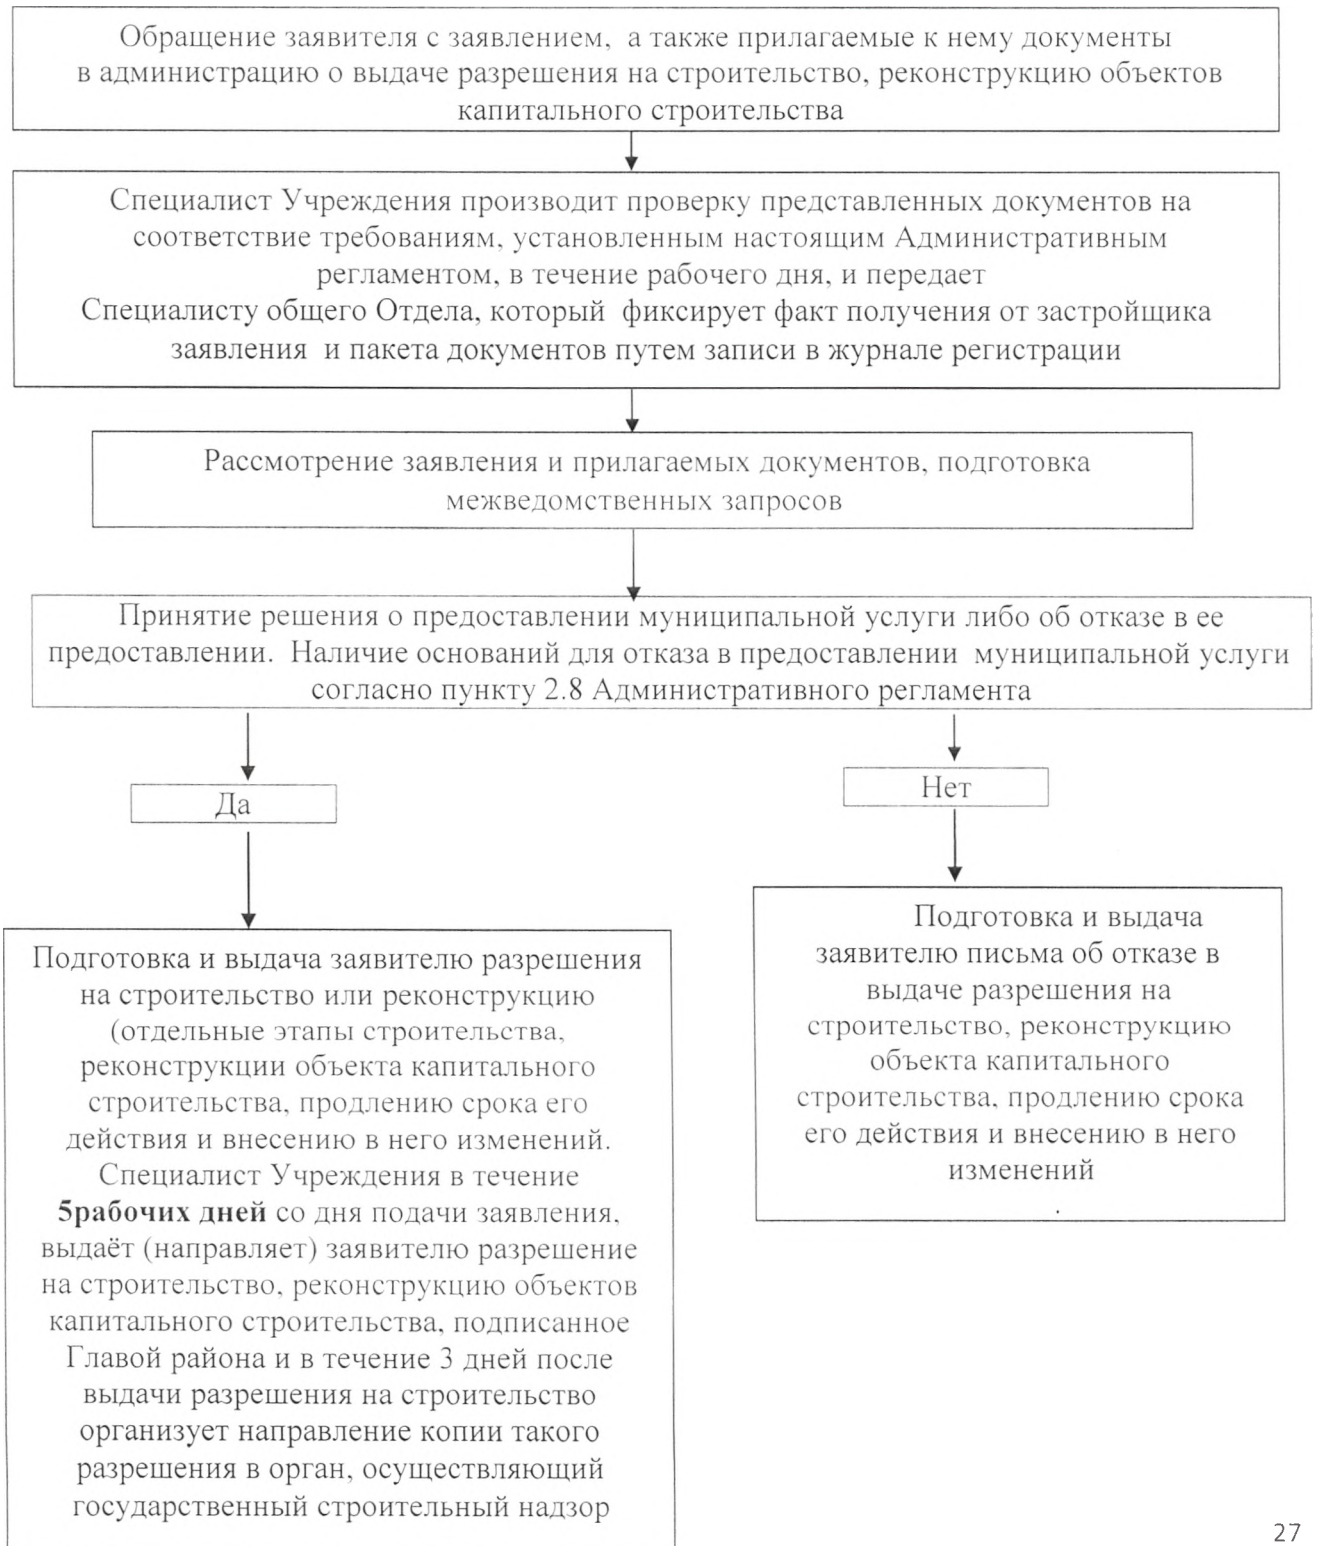 Обращение заявителя с заявлением, а также прилагаемые к нему документы
в администрацию о выдаче разрешения на строительство, реконструкцию объектов
капитального строительства
Специалист Учреждения производит проверку представленных документов на
соответствие требованиям, установленным настоящим Административным
регламентом, в течение рабочего дня, и передает
Специалисту общего Отдела, который фиксирует факт получения от застройщика
заявления и пакета документов путем записи в журнале регистрации
Рассмотрение заявления и прилагаемых документов, подготовка
межведомственных запросов
Принятие решения о предоставлении муниципальной услуги либо об отказе в ее
предоставлении. Наличие оснований для отказа в предоставлении муниципальной услуги
согласно пункту 2.8 Административного регламента
Да
Нет
Подготовка и выдача заявителю разрешения
на строительство или реконструкцию
(отдельные этапы строительства,
реконструкции объекта капитального
строительства, продлению срока его
действия и внесению в него изменений.
Специалист Учреждения в течение
5рабочих дней со дня подачи заявления,
выдаёт (направляет) заявителю разрешение
на строительство, реконструкцию объектов
капитального строительства, подписанное
Главой района и в течение 3 дней после
выдачи разрешения на строительство
организует направление копии такого
разрешения в орган, осуществляющий
государственный строительный надзор
Подготовка и выдача
заявителю письма об отказе в
выдаче разрешения на
строительство, реконструкцию
объекта капитального
строительства, продлению срока
его действия и внесению в него
изменений
.
27